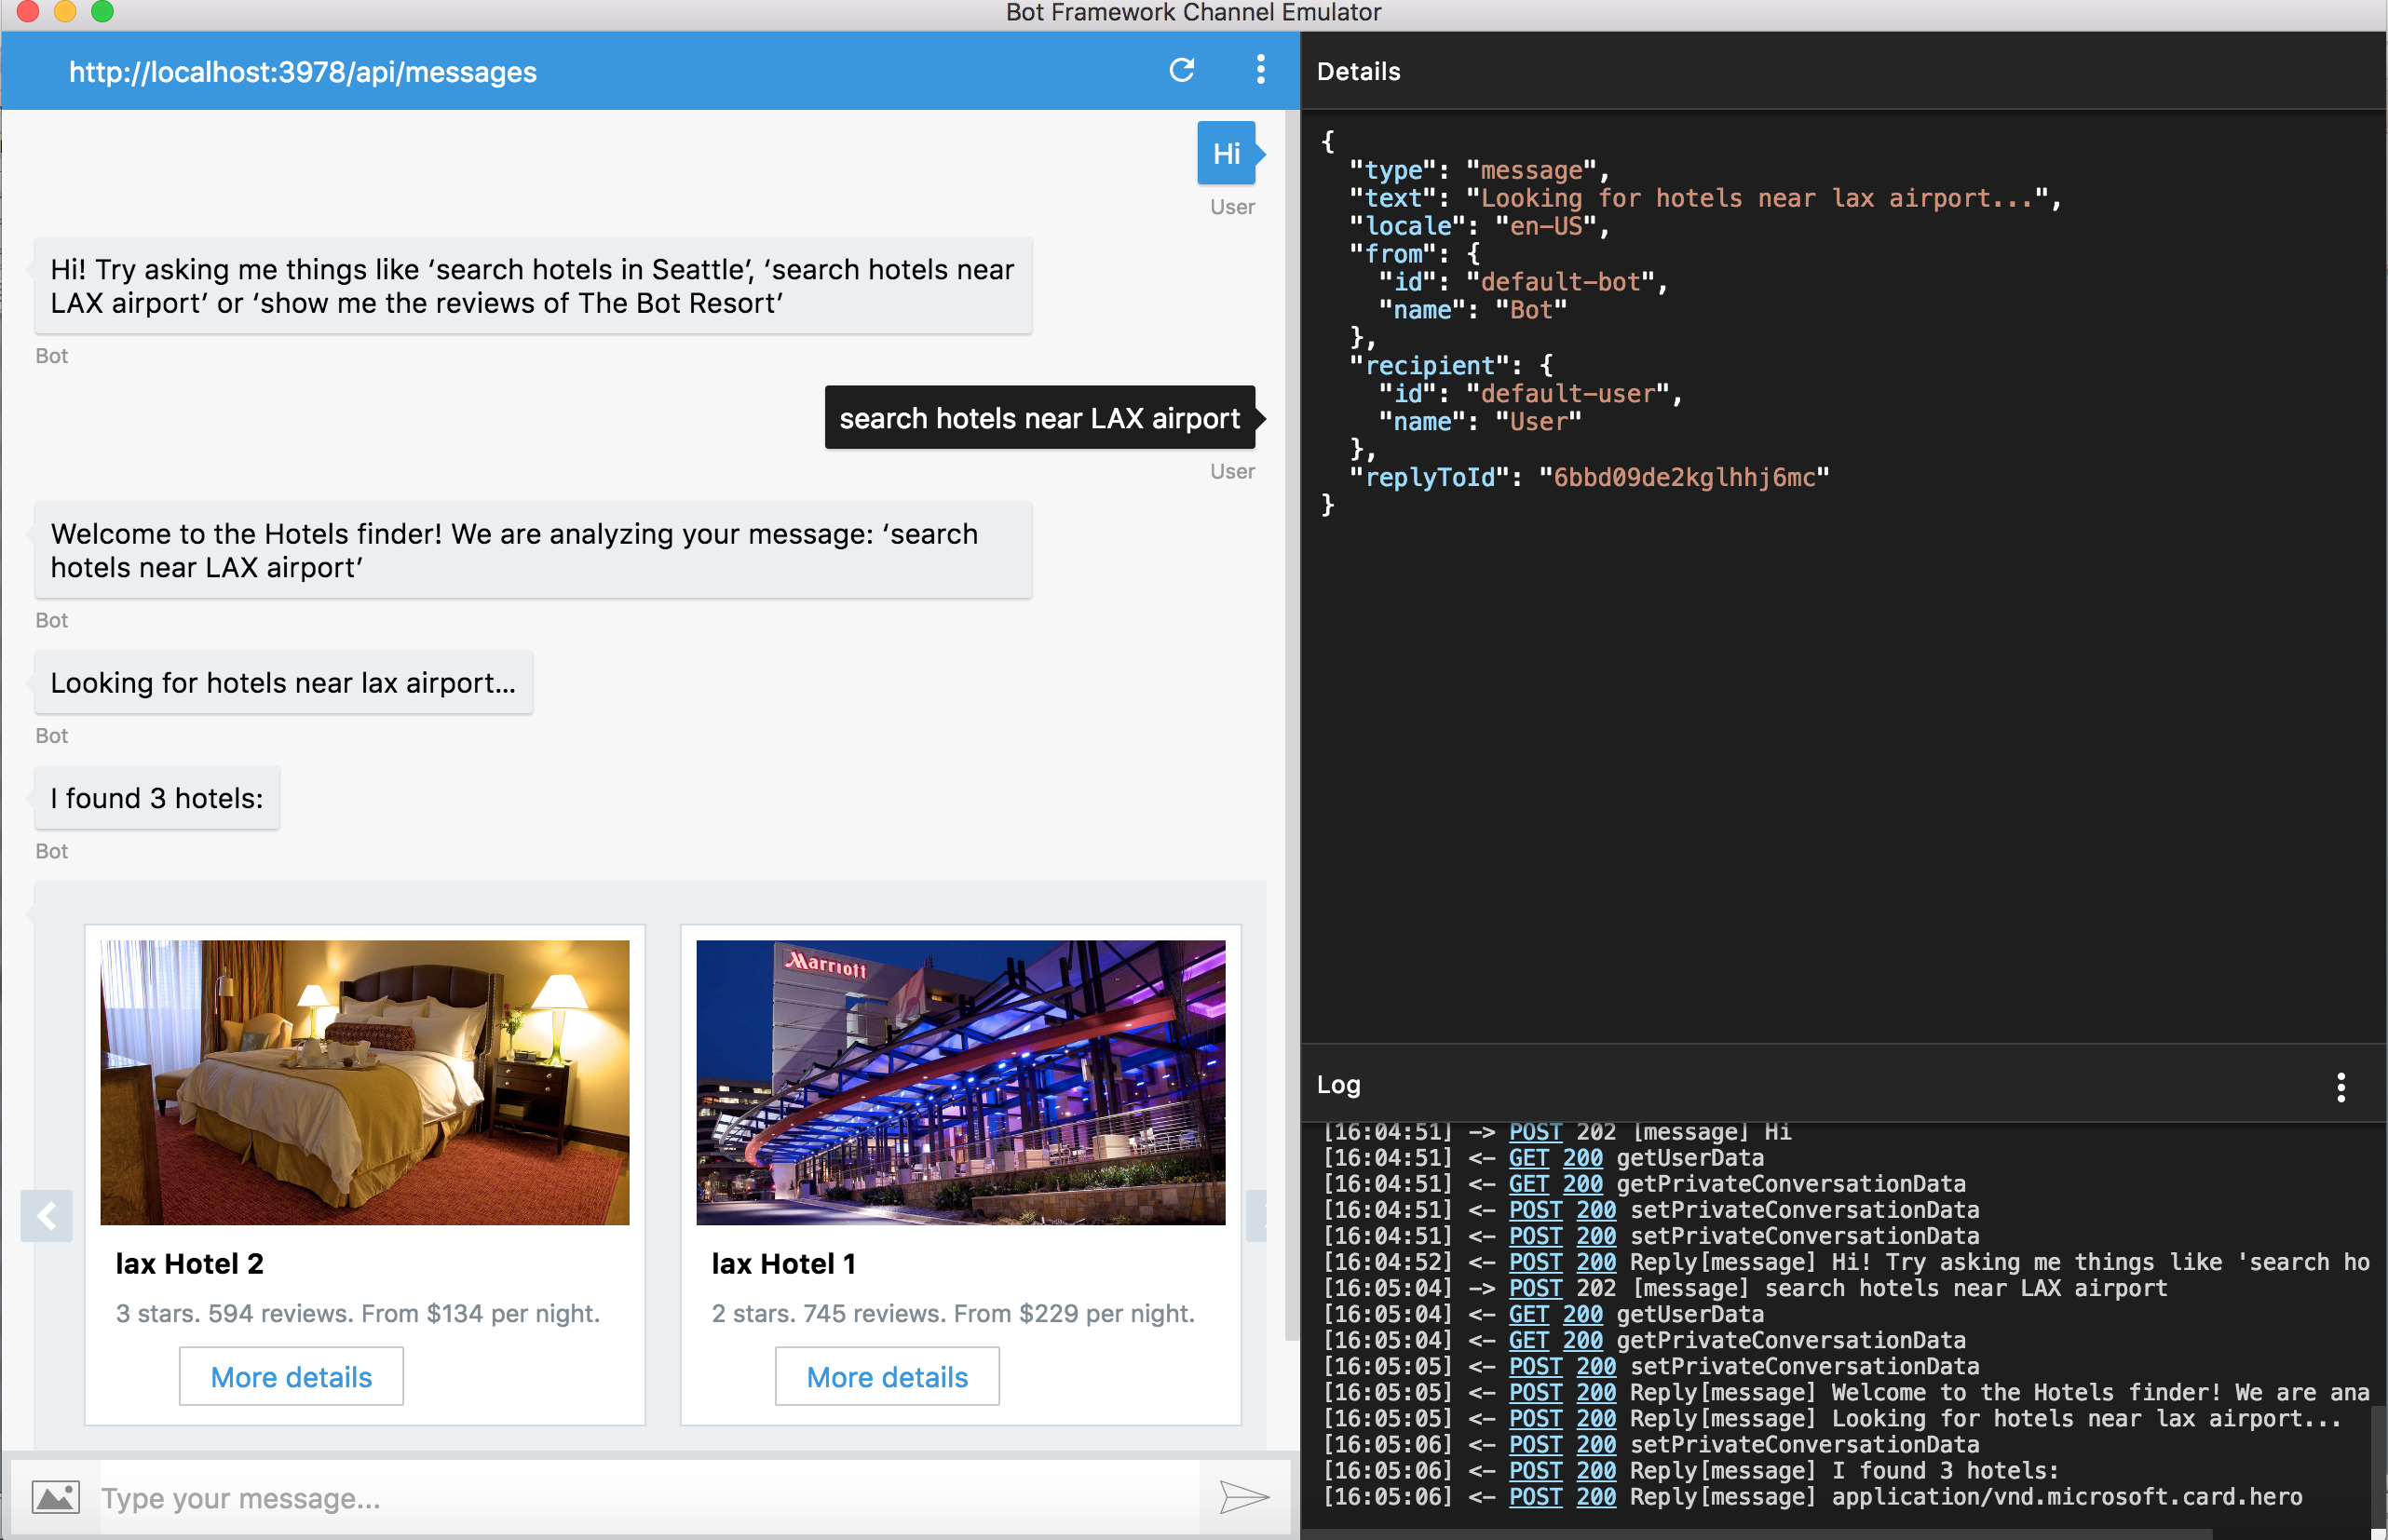 Bot Framework Channel Emulator
http://localhost:3978/api/messages
Hi
User
Hi! Try asking me things like ‘search hotels in Seattle’, ‘search hotels near
LAX airport’ or ‘show me the reviews of The Bot Resort’
Bot
search hotels near LAX airport
User
Welcome to the Hotels finder! We are analyzing your message: ‘search
hotels near LAX airport’
Bot
Looking for hotels near lax airport...
Bot
I found 3 hotels:
Bot
Marriott
lax Hotel 2
3 stars. 594 reviews. From $134 per night.
More details
lax Hotel 1
2 stars. 745 reviews. From $229 per night.
More details
Type your message...
Details
{
"type": "message",
"text": "Looking for hotels near lax airport...",
"locale": "en-US",
"from": {
"id": "default-bot",
"name": "Bot"
},
"recipient": {
"id": "default-user",
"name": "User"
},
"replyToId": "6bbd09de2kglhhj6mc"
}
Log
[16:04:51] -> POST 202 [message] Hi
[16:04:51] <- GET 200 getUserData
[16:04:51] <- GET 200 getPrivateConversationData
[16:04:51] <- POST 200 setPrivateConversationData
[16:04:51] <- POST 200 setPrivateConversationData
[16:04:52] <- POST 200 Reply[message] Hi! Try asking me things like 'search ho
[16:05:04] -> POST 202 [message] search hotels near LAX airport
[16:05:04] <- GET 200 getUserData
[16:05:04] <- GET 200 getPrivateConversationData
[16:05:05] <- POST 200 setPrivateConversationData
[16:05:05] <- POST 200 Reply[message] Welcome to the Hotels finder! We are ana
[16:05:05] <- POST 200 Reply[message] Looking for hotels near lax airport...
[16:05:06] <- POST 200 setPrivateConversationData
[16:05:06] <- POST 200 Reply[message] I found 3 hotels:
[16:05:06] <- POST 200 Reply[message] application/vnd.microsoft.card.hero